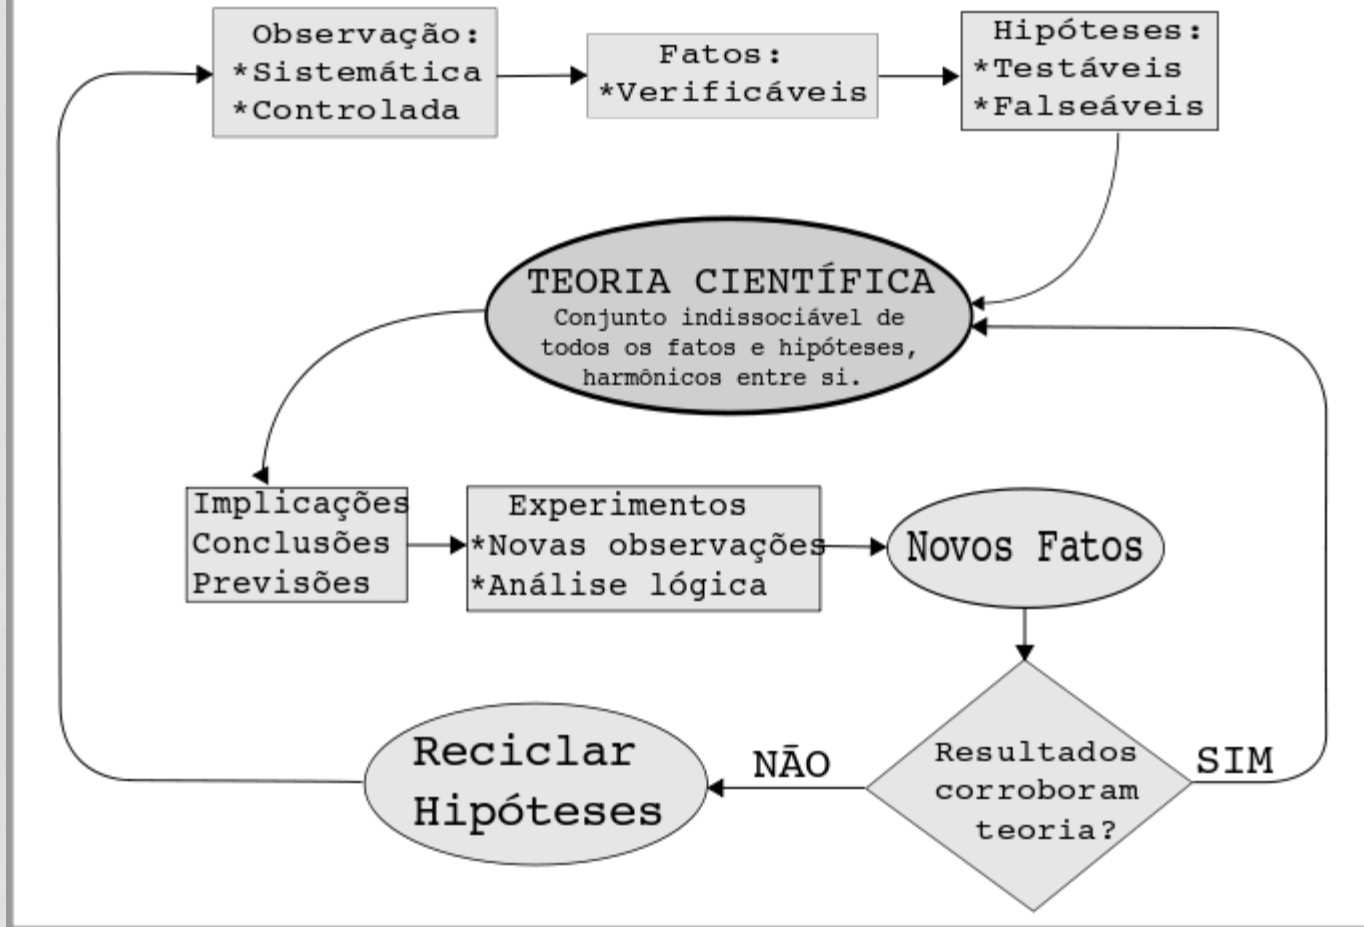 Observação:
*Sistemática
*Controlada
Fatos:
*Verificáveis
Hipóteses:
*Testáveis
*Falseáveis
TEORIA CIENTÍFICA
Conjunto indissociável de
todos os fatos e hipóteses,
harmônicos entre si.
Implicações
Conclusões
Previsões
Experimentos
*Novas observações
*Análise lógica
Novos Fatos
Resultados
corroboram
teoria?
SIM
NÃO
Reciclar
Hipóteses